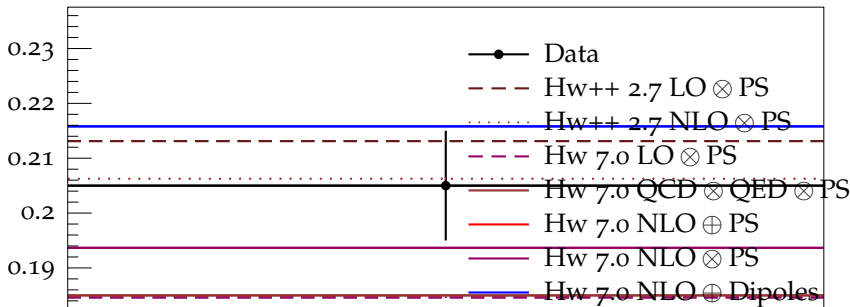 0.23
0.22
0.21
0.2
0.19
Data
Hw++ 2.7 LO ⊗ PS
Hw++ 2.7 NLO ⊗ PS
Hw 7.0 LO ⊗ PS
Hw 7.0 QCD ⊗ QED ⊗ PS
Hw 7.0 NLO ⊕ PS
Hw 7.0 NLO ⊗ PS
Hw 7.0 NLO ⊕ Dipoles